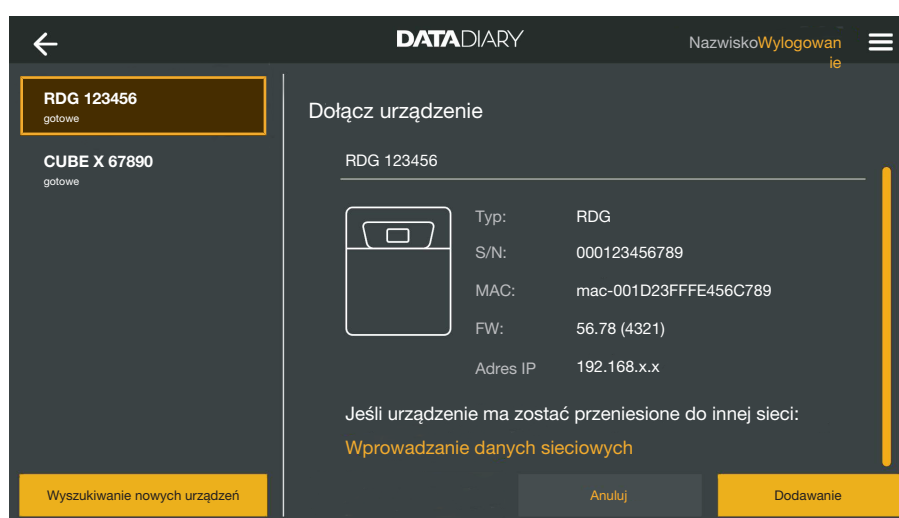 DATADIARY
NazwiskoWylogowan
ie
RDG 123456
gotowe
CUBE X 67890
gotowe
Wyszukiwanie nowych urządzeń
Dołącz urządzenie
RDG 123456
Typ: RDG
S/N: 000123456789
MAC: mac-001D23FFFE456C789
FW: 56.78 (4321)
Adres IP 192.168.x.x
Jeśli urządzenie ma zostać przeniesione do innej sieci:
Wprowadzanie danych sieciowych
Anuluj
Dodawanie